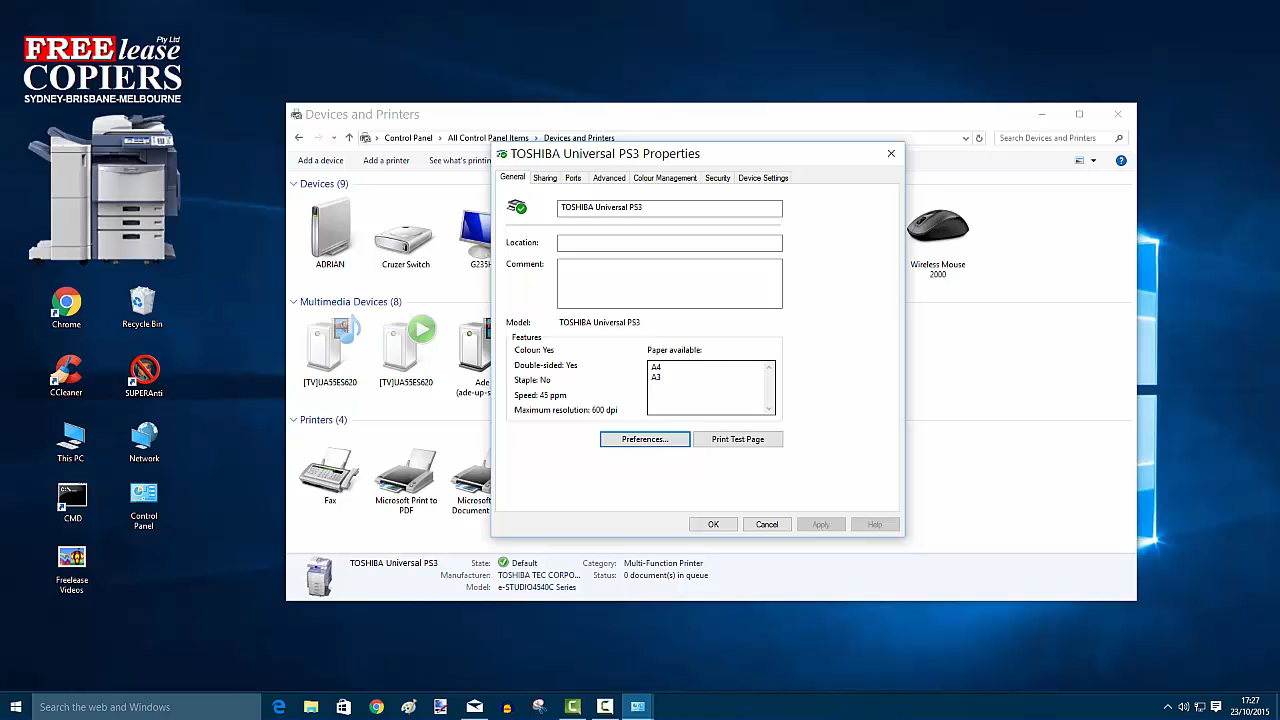 FREE lease Pty Ltd
COPIERS
SYDNEY-BRISBANE-MELBOURNE
Chrome
Recycle Bin
CCleaner
SUPERAnti
This PC
Network
CMD
Control
Panel
Freelease
Videos
Devices and Printers
Control Panel
All Control Panel Items
Devices and Printers
Search Devices and Printers
Add a device
Add a printer
See what's printin
Devices (9)
ADRIAN
Cruzer Switch
G235H
Wireless Mouse
2000
Multimedia Devices (8)
[TV]UA55ES620
[TV]UA55ES620
Ade
(ade-up-s
Printers (4)
Fax
Microsoft Print to
PDF
Microsof
Document
TOSHIBA Universal PS3 Properties
General
Sharing
Ports
Advanced
Colour Management
Security
Device Settings
TOSHIBA Universal PS3
Location:
Comment:
Model:
TOSHIBA Universal PS3
Features
Colour: Yes
Double-sided: Yes
Staple: No
Speed: 45 ppm
Maximum resolution: 600 dpi
Paper available:
A4
A3
Preferences...
Print Test Page
OK
Cancel
Apply
Help
TOSHIBA Universal PS3
State:
Default
Category:
Multi-Function Printer
Manufacturer:
TOSHIBA TEC CORPO...
Status:
0 document(s) in queue
Model:
e-STUDIO4540C Series
Search the web and Windows
17:27
23/10/2015